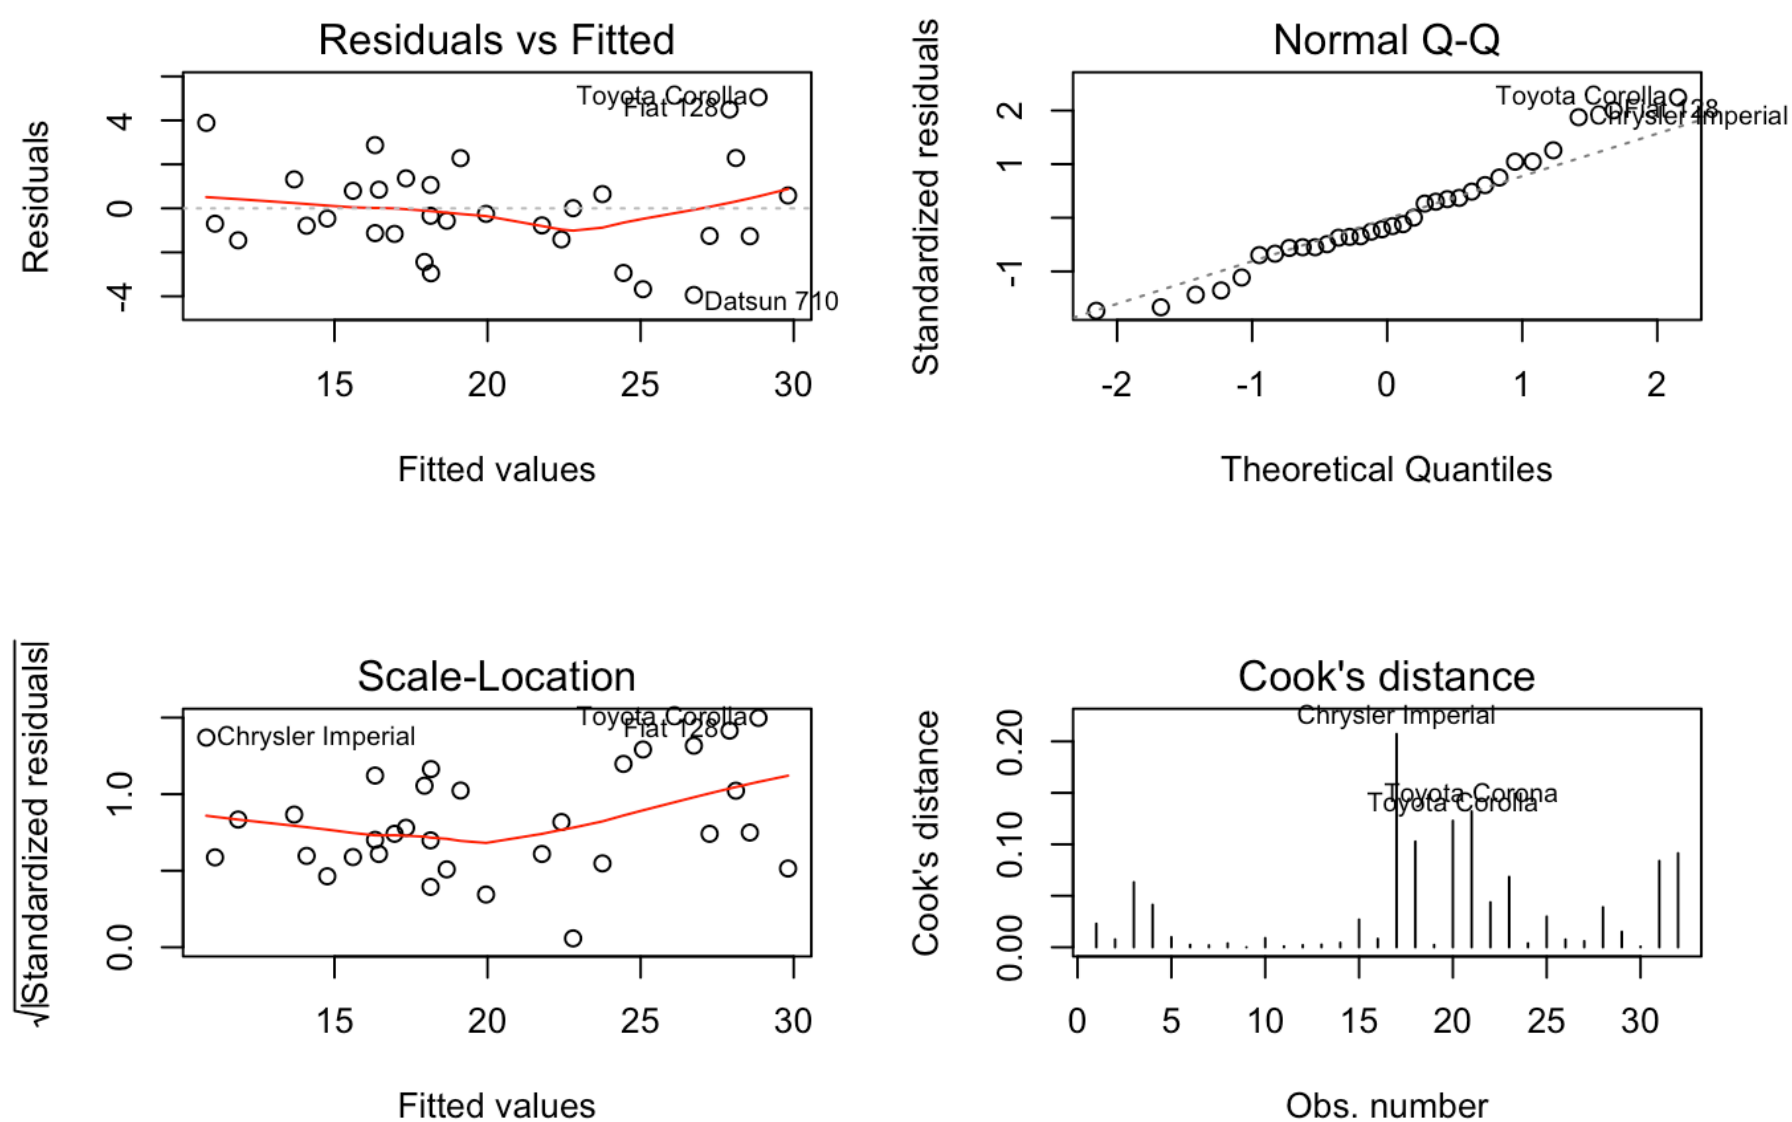 Residuals vs Fitted
Residuals
4
0
-4
Toyota Corolla
Fiat 128
Datsun 710
15 20 25 30
Fitted values
Normal Q-Q
Standardized residuals
2
1
-1
Toyota Corolla
Fiat 128
Chrysler Imperial
-2 -1 0 1 2
Theoretical Quantiles
Scale-Location
√|Standardized residuals|
1.0
0.0
Toyota Corolla
Fiat 128
Chrysler Imperial
15 20 25 30
Fitted values
Cook's distance
Cook's distance
0.20
0.10
0.00
Chrysler Imperial
Toyota Corona
Toyota Corolla
0 5 10 15 20 25 30
Obs. number